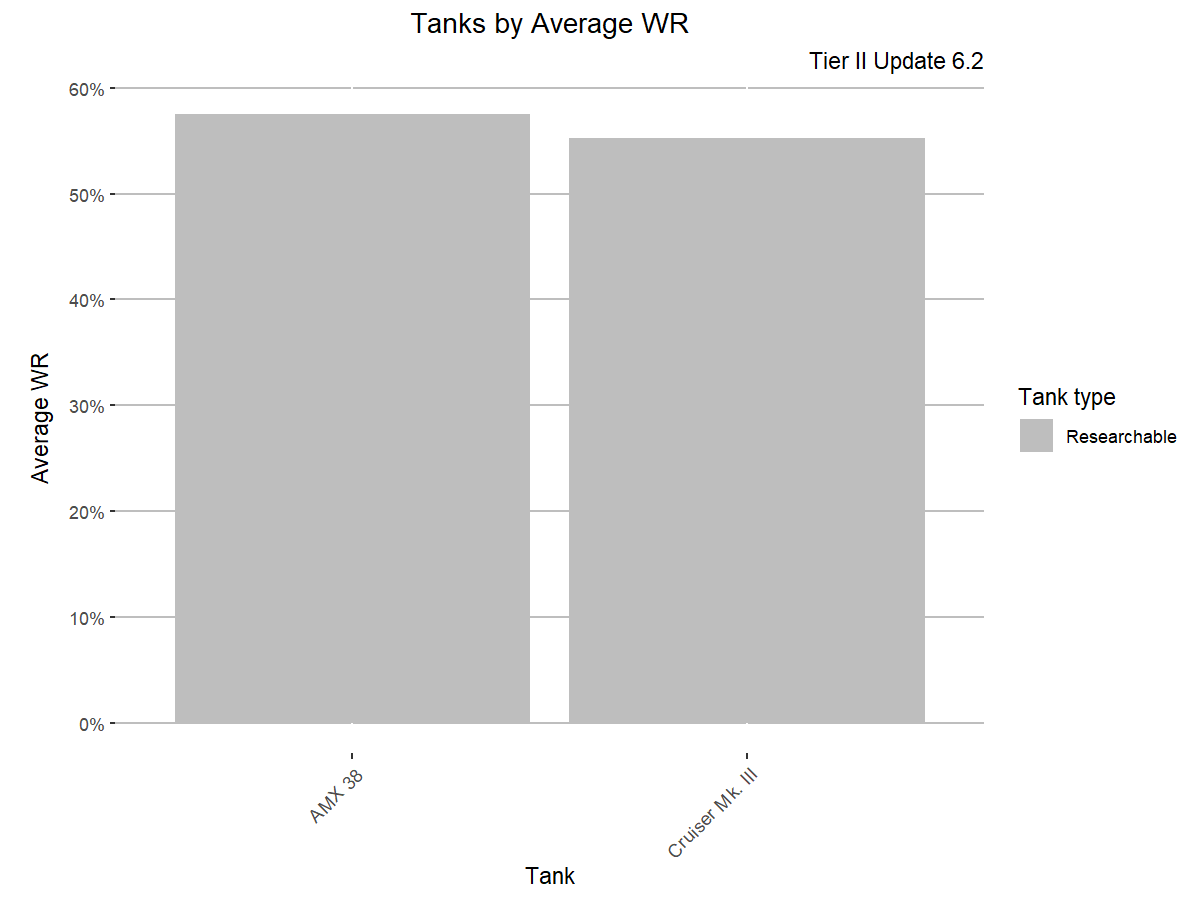 Tanks by Average WR
Tier II Update 6.2
60%
50%
40%
30%
20%
10%
0%
Average WR
AMX 38
Cruiser Mk. III
Tank
Tank type
Researchable